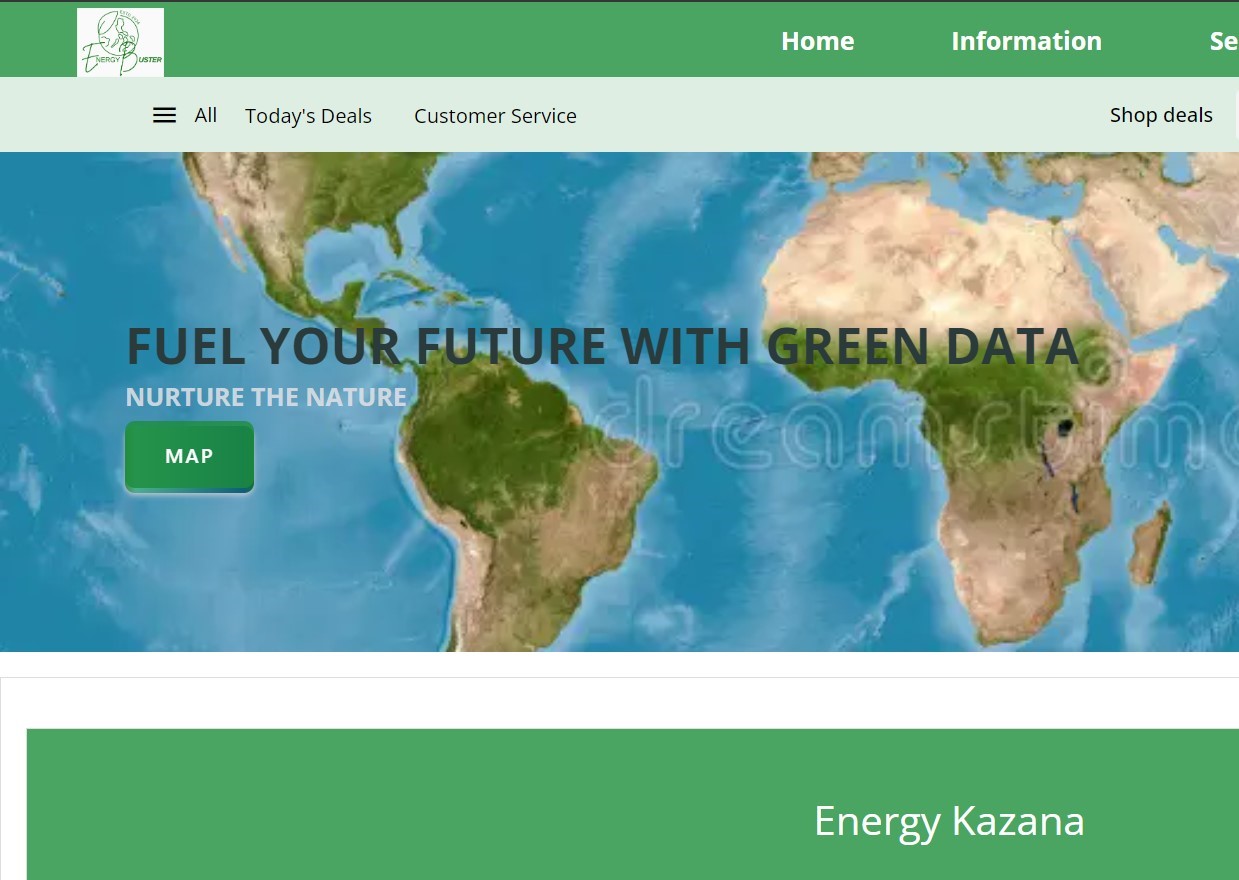 ENERGY BUSTER
Home Information Se
All Today's Deals Customer Service Shop deals
FUEL YOUR FUTURE WITH GREEN DATA
NURTURE THE NATURE
dreamstime
MAP
Energy Kazana